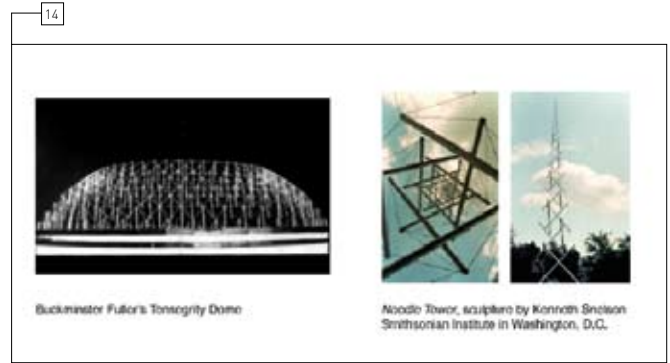 14
Buckminster Fuller's Tensegrity Dome
Needle Tower, sculpture by Kenneth Snelson
Smithsonian Institute in Washington, D.C.